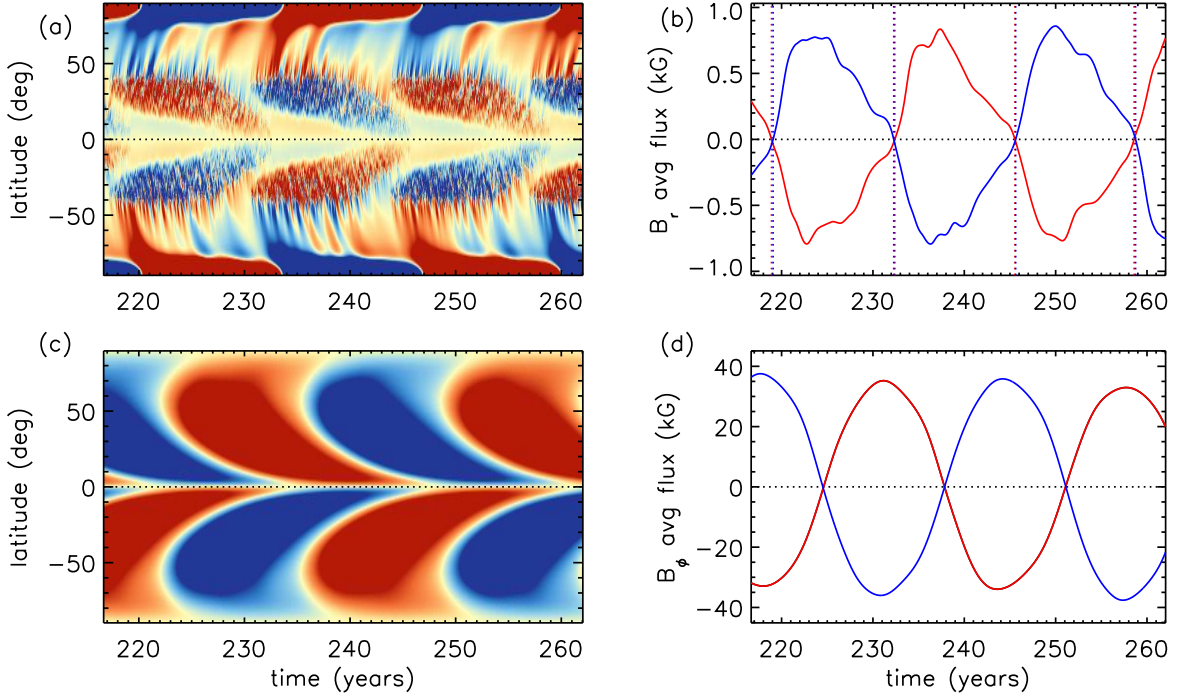 (a)
latitude (deg)
50
0
−50
220 230 240 250 260
(b)
B_r avg flux (kG)
1.0
0.5
0.0
−0.5
−1.0
220 230 240 250 260
(c)
latitude (deg)
50
0
−50
220 230 240 250 260
time (years)
(d)
B_ϕ avg flux (kG)
40
20
0
−20
−40
220 230 240 250 260
time (years)